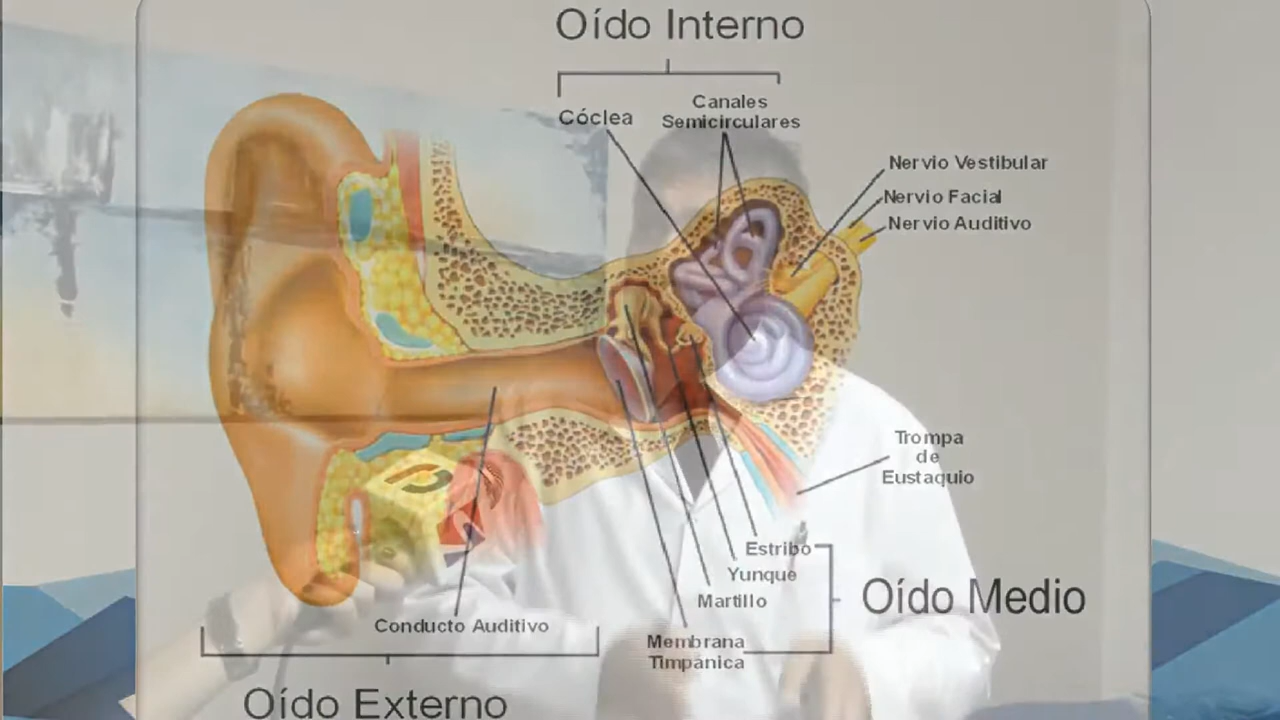 Oído Interno
Cóclea
Canales
Semicirculares
Nervio Vestibular
Nervio Facial
Nervio Auditivo
Trompa
de
Eustaquio
Estribo
Yunque
Martillo
Membrana
Timpánica
Oído Medio
Conducto Auditivo
Oído Externo